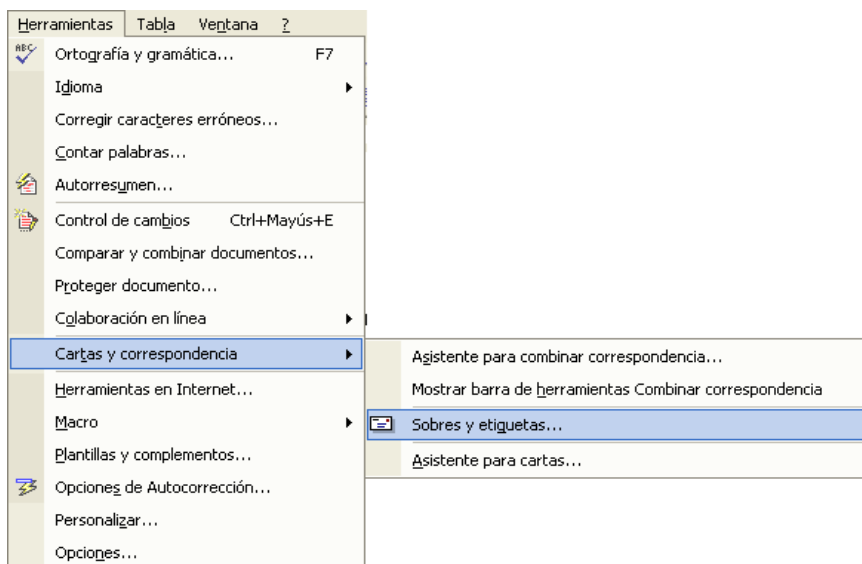 Herramientas Tabla Ventana ?
ABC Ortografía y gramática... F7
Idioma
Corregir caracteres erróneos...
Contar palabras...
Autorresumen...
Control de cambios Ctrl+Mayús+E
Comparar y combinar documentos...
Proteger documento...
Colaboración en línea
Cartas y correspondencia
Asistente para combinar correspondencia...
Herramientas en Internet...
Mostrar barra de herramientas Combinar correspondencia
Macro
Sobres y etiquetas...
Plantillas y complementos...
Asistente para cartas...
Opciones de Autocorrección...
Personalizar...
Opciones...